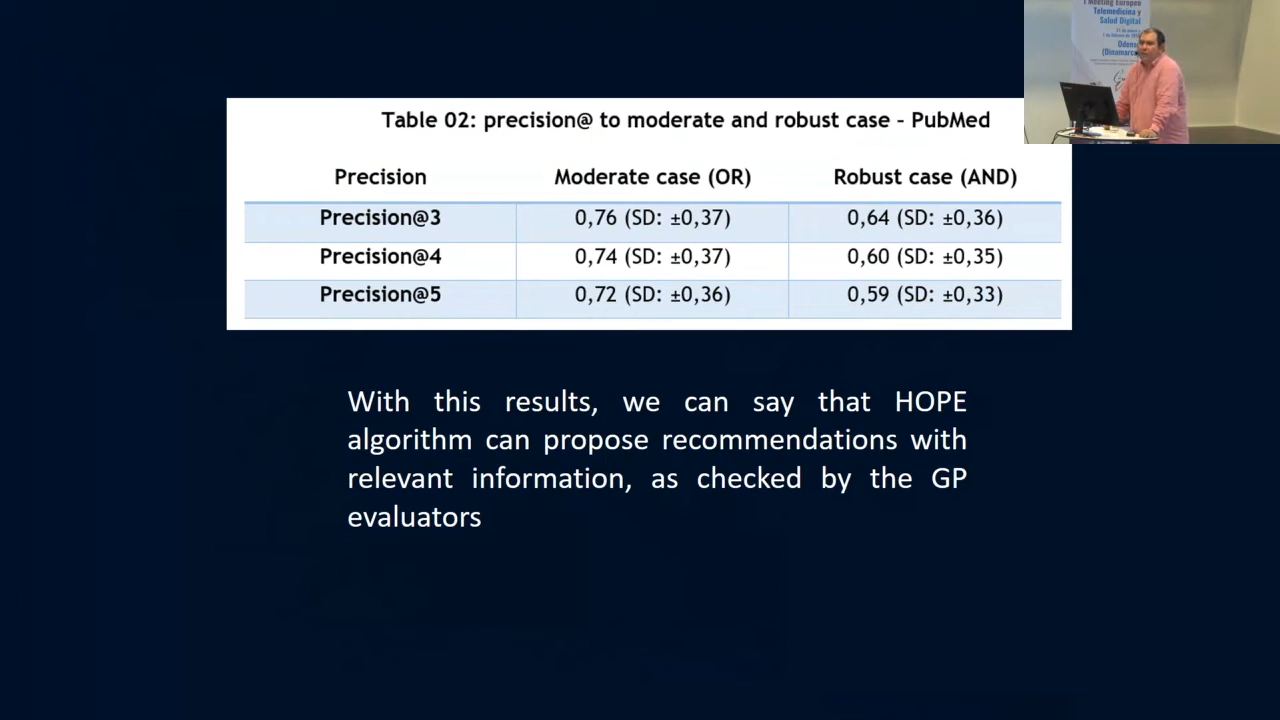 I Meeting Europeo
Telemedicina y
Salud Digital
Odens
(Dinamarc
Table 02: precision@ to moderate and robust case - PubMed
Precision Moderate case (OR) Robust case (AND)
Precision@3 0,76 (SD: ±0,37) 0,64 (SD: ±0,36)
Precision@4 0,74 (SD: ±0,37) 0,60 (SD: ±0,35)
Precision@5 0,72 (SD: ±0,36) 0,59 (SD: ±0,33)
With this results, we can say that HOPE
algorithm can propose recommendations with
relevant information, as checked by the GP
evaluators